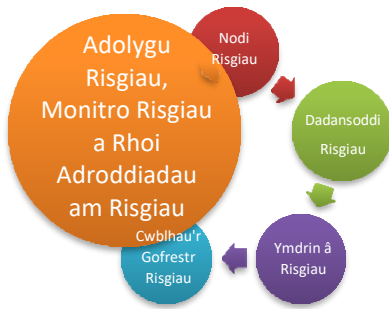 Adolygu
Risgiau,
Monitro Risgiau
a Rhoi
Adroddiadau
am Risgiau
Nodi
Risgiau
Dadansoddi
Risgiau
Ymdrin â
Risgiau
Cwblhau'r
Gofrestr
Risgiau